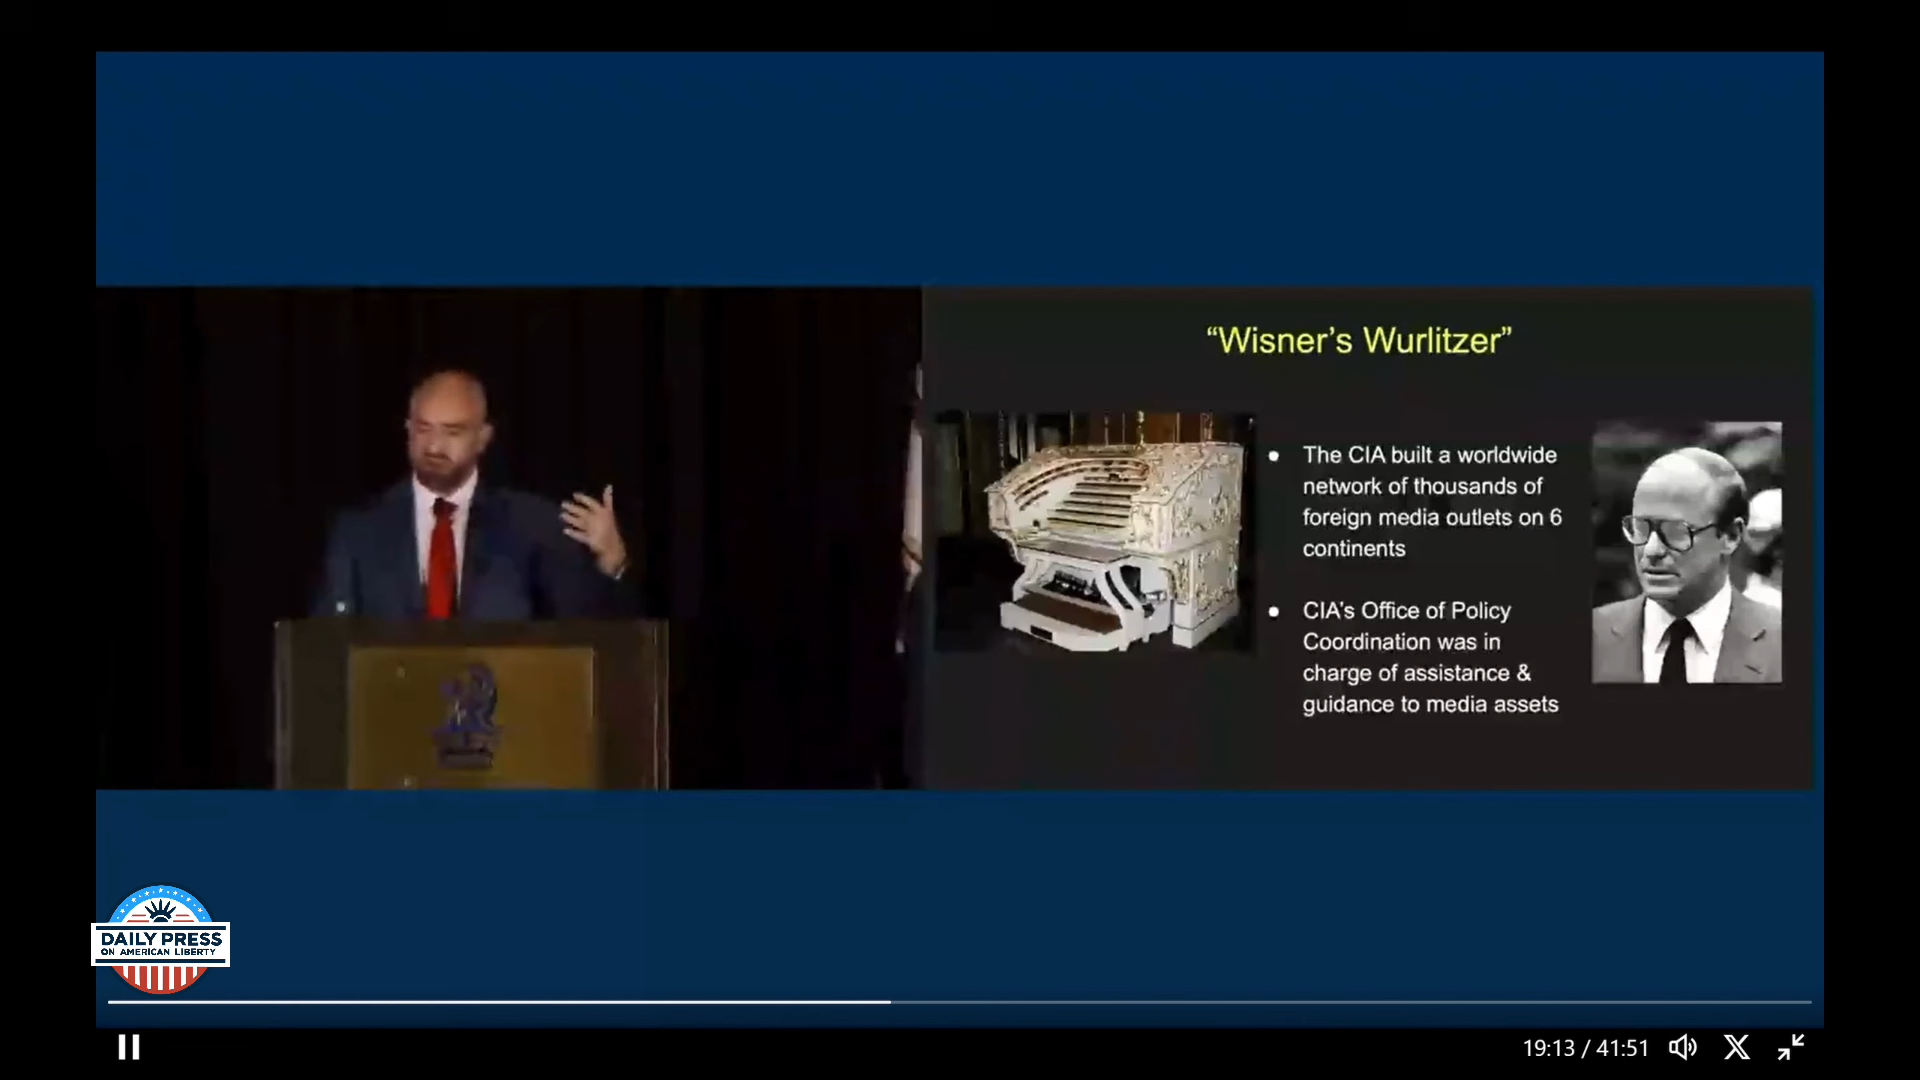 “Wisner’s Wurlitzer”
● The CIA built a worldwide
network of thousands of
foreign media outlets on 6
continents
● CIA’s Office of Policy
Coordination was in
charge of assistance &
guidance to media assets
DAILY PRESS
ON AMERICAN LIBERTY
19:13 / 41:51